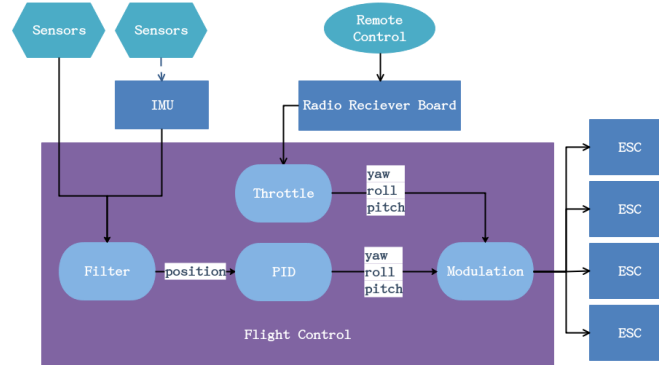 Sensors
Sensors
Remote
Control
IMU
Radio Reciever Board
ESC
Throttle
yaw
roll
pitch
ESC
Filter
position
PID
yaw
roll
pitch
Modulation
ESC
Flight Control
ESC